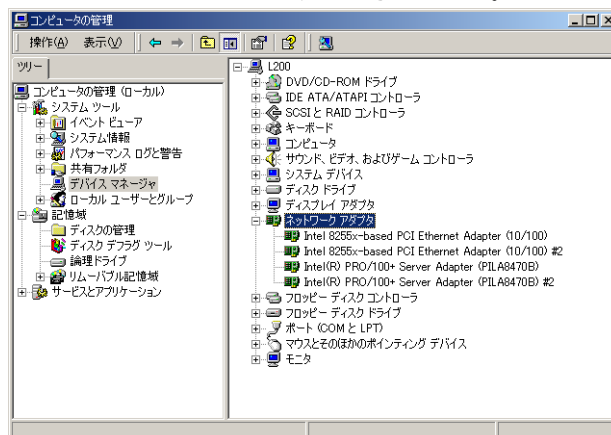 コンピュータの管理
操作(A) 表示(V)
ツリー
コンピュータの管理 (ローカル)
システム ツール
イベント ビューア
システム情報
パフォーマンス ログと警告
共有フォルダ
デバイス マネージャ
ローカル ユーザーとグループ
記憶域
ディスクの管理
ディスク デフラグ ツール
論理ドライブ
リムーバブル記憶域
サービスとアプリケーション
L200
DVD/CD-ROM ドライブ
IDE ATA/ATAPI コントローラ
SCSI と RAID コントローラ
キーボード
コンピュータ
サウンド、ビデオ、およびゲーム コントローラ
システム デバイス
ディスク ドライブ
ディスプレイ アダプタ
ネットワーク アダプタ
Intel 8255x-based PCI Ethernet Adapter (10/100)
Intel 8255x-based PCI Ethernet Adapter (10/100) #2
Intel(R) PRO/100+ Server Adapter (PILA8470B)
Intel(R) PRO/100+ Server Adapter (PILA8470B) #2
フロッピー ディスク コントローラ
フロッピー ディスク ドライブ
ポート (COM と LPT)
マウスとそのほかのポインティング デバイス
モニタ